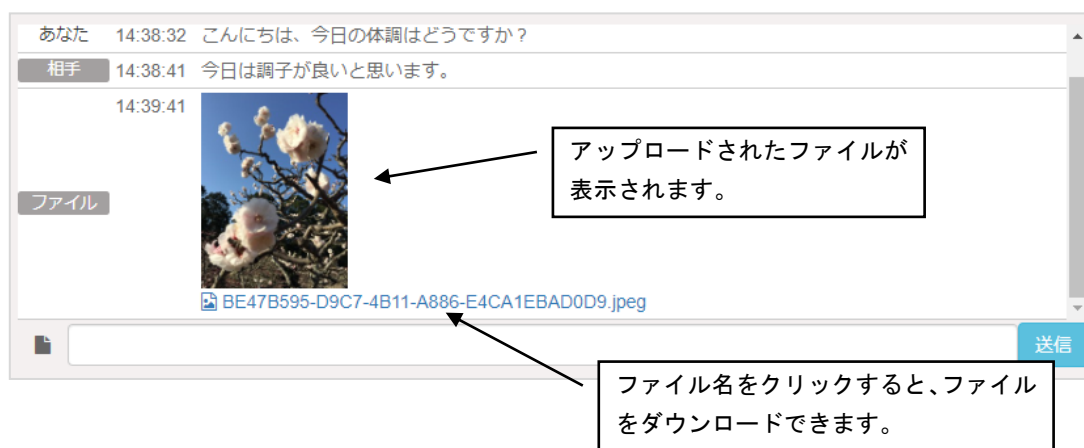 あなた 14:38:32 こんにちは、今日の体調はどうですか？
相手 14:38:41 今日は調子が良いと思います。
14:39:41
アップロードされたファイルが
表示されます。
ファイル
BE47B595-D9C7-4B11-A886-E4CA1EBAD0D9.jpeg
送信
ファイル名をクリックすると、ファイル
をダウンロードできます。